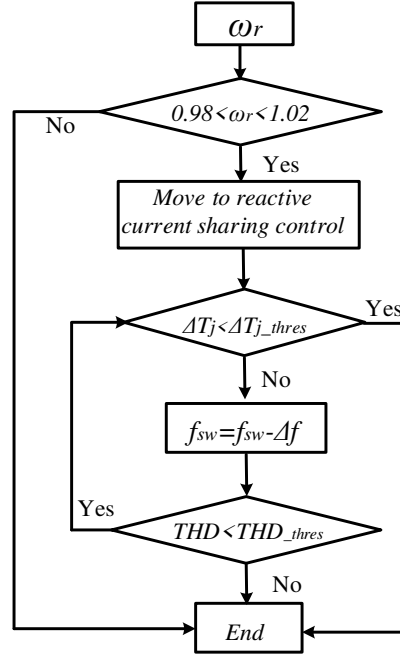 ωr
0.98<ωr<1.02
No
Yes
Move to reactive
current sharing control
ΔTj<ΔTj_thres
Yes
No
fsw=fsw-Δf
Yes
THD<THD_thres
No
End